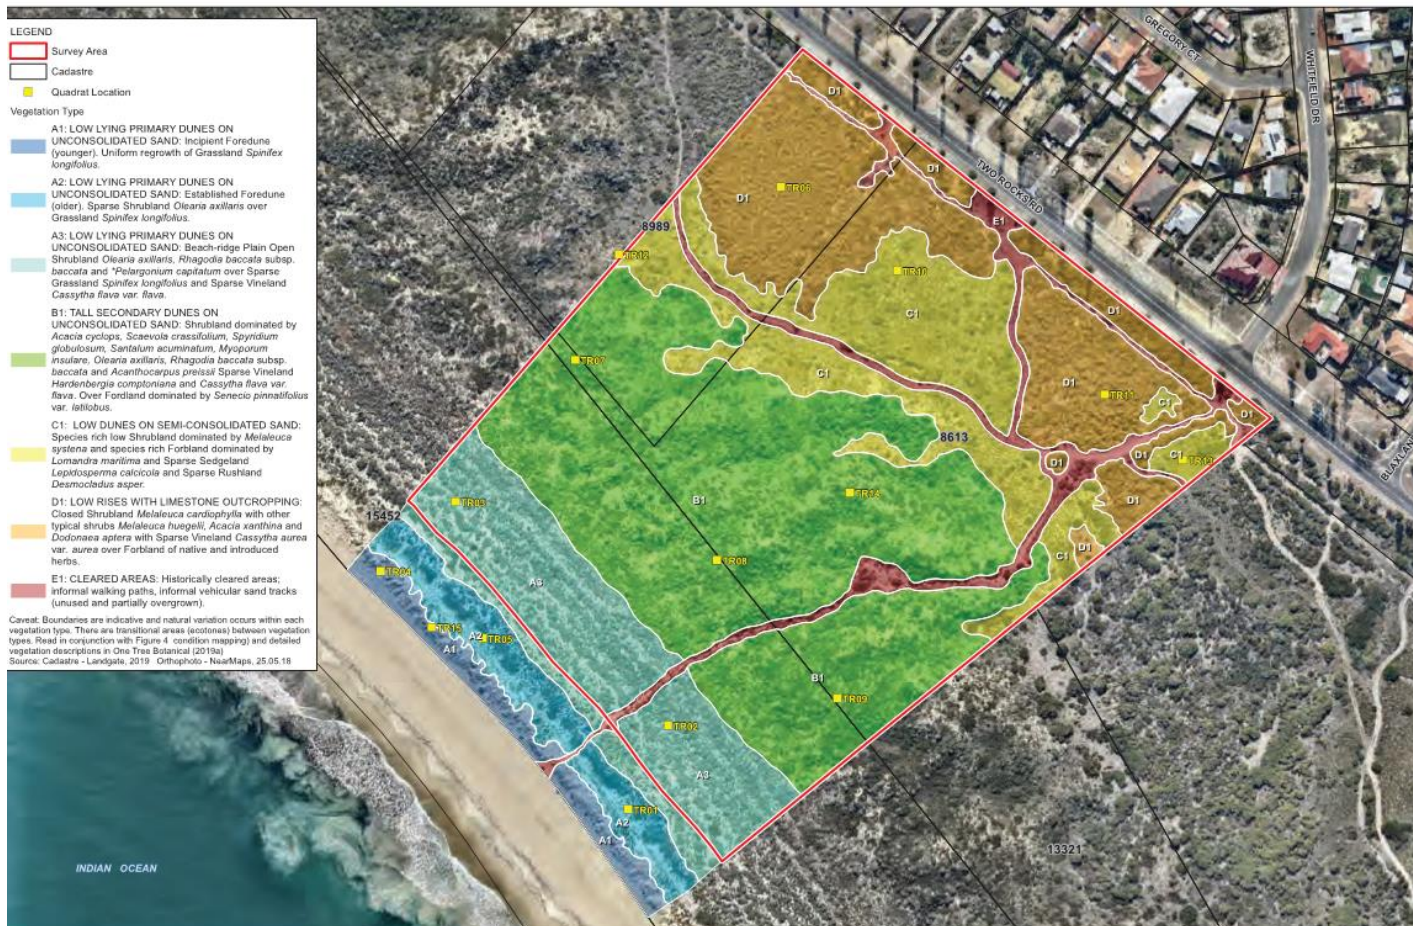 LEGEND
Survey Area
Cadastre
Quadrat Location
Vegetation Type
A1: LOW LYING PRIMARY DUNES ON
UNCONSOLIDATED SAND: Incipient Foredune
(younger). Uniform regrowth of Grassland Spinifex
longifolius.
A2: LOW LYING PRIMARY DUNES ON
UNCONSOLIDATED SAND: Established Foredune
(older). Sparse Shrubland Olearia axillaris over
Grassland Spinifex longifolius.
A3: LOW LYING PRIMARY DUNES ON
UNCONSOLIDATED SAND: Beach-ridge Plain Open
Shrubland Olearia axillaris, Rhagodia baccata subsp.
baccata and *Pelargonium capitatum over Sparse
Grassland Spinifex longifolius and Sparse Vineland
Cassytha flava var. flava.
B1: TALL SECONDARY DUNES ON
UNCONSOLIDATED SAND: Shrubland dominated by
Acacia cyclops, Scaevola crassifolium, Spyridium
globulosum, Santalum acuminatum, Myoporum
insulare, Olearia axillaris, Rhagodia baccata subsp.
baccata and Acanthocarpus preissii Sparse Vineland
Hardenbergia comptoniana and Cassytha flava var.
flava. Over Fordland dominated by Senecio pinnatifolius
var. latilobus.
C1: LOW DUNES ON SEMI-CONSOLIDATED SAND:
Species rich low Shrubland dominated by Melaleuca
systena and species rich Forbland dominated by
Lomandra maritima and Sparse Sedgeland
Lepidosperma calcicola and Sparse Rushland
Desmocladus asper.
D1: LOW RISES WITH LIMESTONE OUTCROPPING:
Closed Shrubland Melaleuca cardiophylla with other
typical shrubs Melaleuca huegelii, Acacia xanthina and
Dodonaea aptera with Sparse Vineland Cassytha aurea
var. aurea over Forbland of native and introduced
herbs.
E1: CLEARED AREAS: Historically cleared areas;
informal walking paths, informal vehicular sand tracks
(unused and partially overgrown).
Caveat: Boundaries are indicative and natural variation occurs within each
vegetation type. There are transitional areas (ecotones) between vegetation
types. Read in conjunction with Figure 4 condition mapping) and detailed
vegetation descriptions in One Tree Botanical (2019a)
Source: Cadastre - Landgate, 2019 Orthophoto - NearMaps, 25.05.18
GREGORY CT
WHITFIELD DR
TWO ROCKS RD
D1
D1
D1
TR06
D1
E1
8989
TR12
TR10
C1
D1
TR07
C1
D1
TR11
C1
D1
8613
D1
D1
C1
TR13
BLAXLAND
TR14
B1
D1
TR03
15452
C1
D1
TR08
A3
TR04
TR15
A2
TR05
A1
B1
TR09
TR02
A3
TR01
A2
A1
13321
INDIAN OCEAN